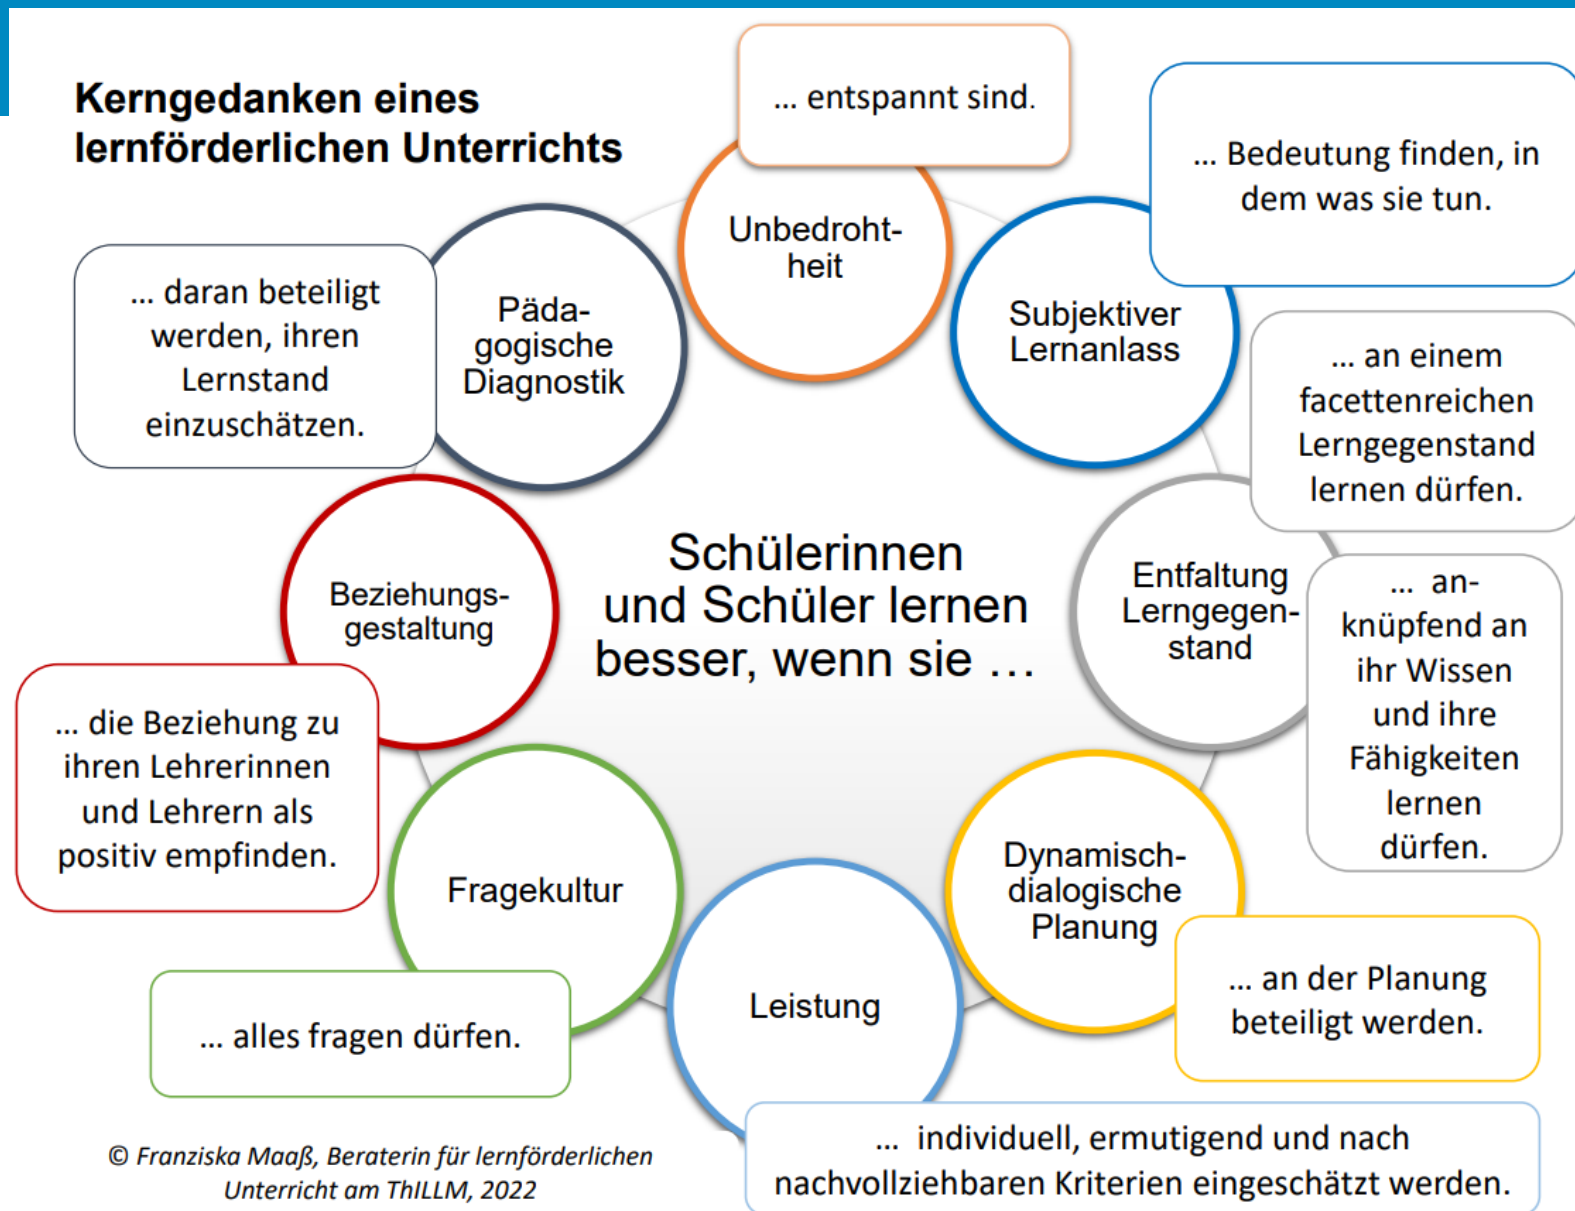 Kerngedanken eines
lernförderlichen Unterrichts
... entspannt sind.
Unbedroht-
heit
... Bedeutung finden, in
dem was sie tun.
Subjektiver
Lernanlass
... an einem
facettenreichen
Lerngegenstand
lernen dürfen.
Entfaltung
Lerngegen-
stand
... an-
knüpfend an
ihr Wissen
und ihre
Fähigkeiten
lernen
dürfen.
Dynamisch-
dialogische
Planung
... an der Planung
beteiligt werden.
Leistung
... individuell, ermutigend und nach
nachvollziehbaren Kriterien eingeschätzt werden.
Fragekultur
... alles fragen dürfen.
Beziehungs-
gestaltung
... die Beziehung zu
ihren Lehrerinnen
und Lehrern als
positiv empfinden.
Päda-
gogische
Diagnostik
... daran beteiligt
werden, ihren
Lernstand
einzuschätzen.
Schülerinnen
und Schüler lernen
besser, wenn sie ...
© Franziska Maaß, Beraterin für lernförderlichen
Unterricht am ThILLM, 2022